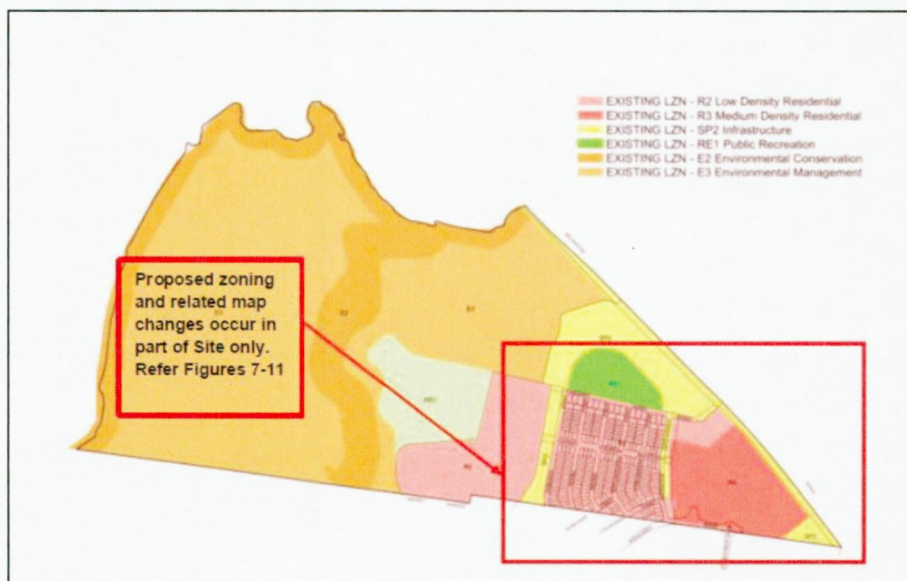 EXISTING LZN - R2 Low Density Residential
EXISTING LZN - R3 Medium Density Residential
EXISTING LZN - SP2 Infrastructure
EXISTING LZN - RE1 Public Recreation
EXISTING LZN - E2 Environmental Conservation
EXISTING LZN - E3 Environmental Management
Proposed zoning
and related map
changes occur in
part of Site only.
Refer Figures 7-11